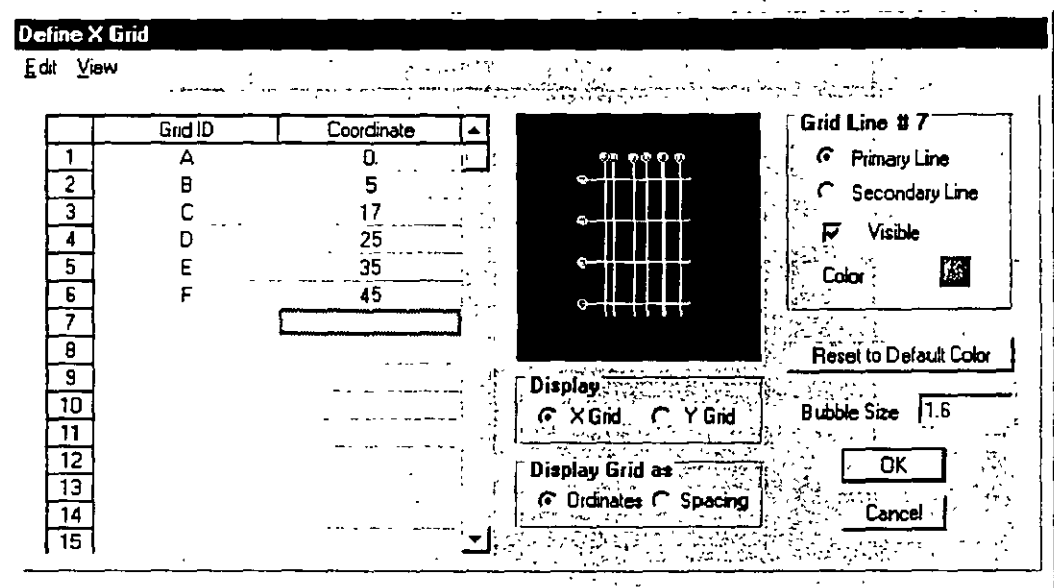 Define X Grid
Edit View
Grid ID Coordinate
1 A 0.
2 B 5
3 C 17
4 D 25
5 E 35
6 F 45
7
8
9
10
11
12
13
14
15
Display
X Grid Y Grid
Display Grid as
Ordinates Spacing
Grid Line # 7
Primary Line
Secondary Line
Visible
Color
Reset to Default Color
Bubble Size 1.6
OK
Cancel